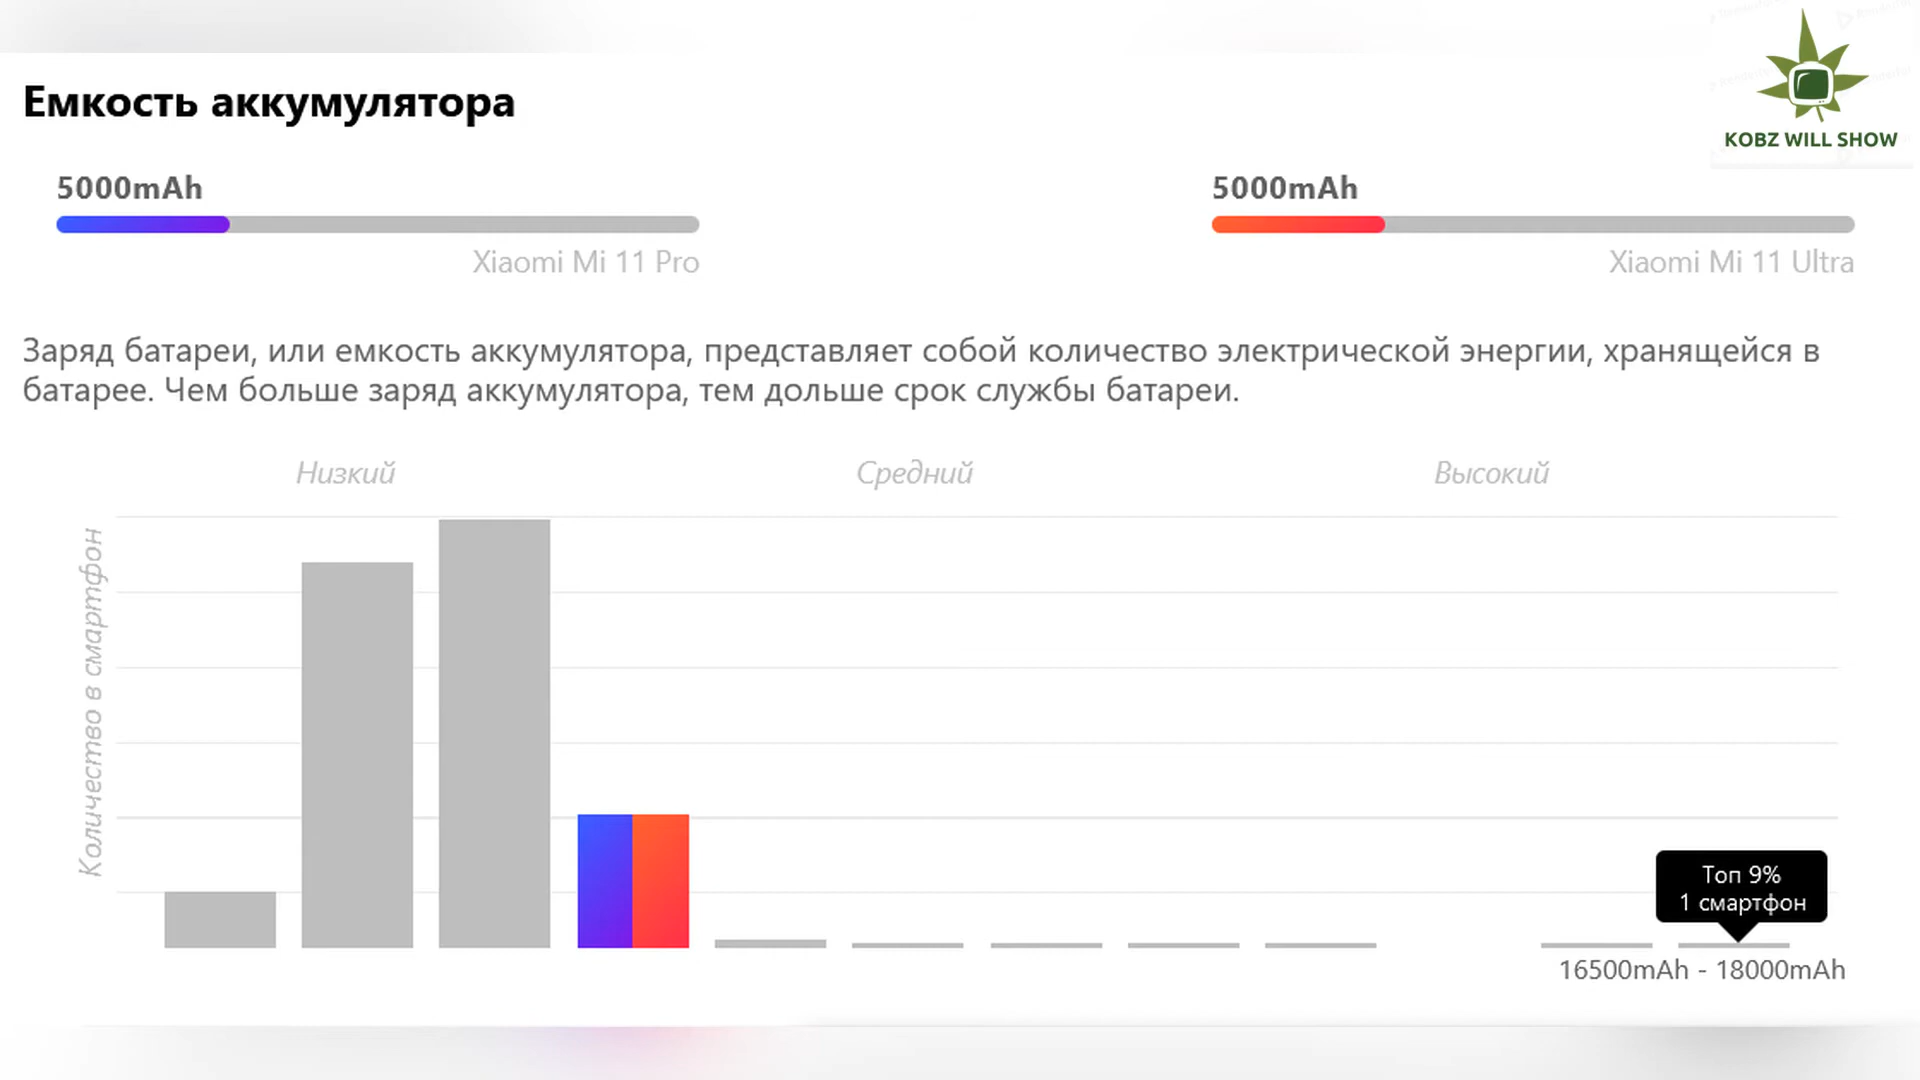 KOBZ WILL SHOW
Емкость аккумулятора
5000mAh
Xiaomi Mi 11 Pro
5000mAh
Xiaomi Mi 11 Ultra
Заряд батареи, или емкость аккумулятора, представляет собой количество электрической энергии, хранящейся в
батарее. Чем больше заряд аккумулятора, тем дольше срок службы батареи.
Низкий
Средний
Высокий
Количество в смартфон
Топ 9%
1 смартфон
16500mAh - 18000mAh